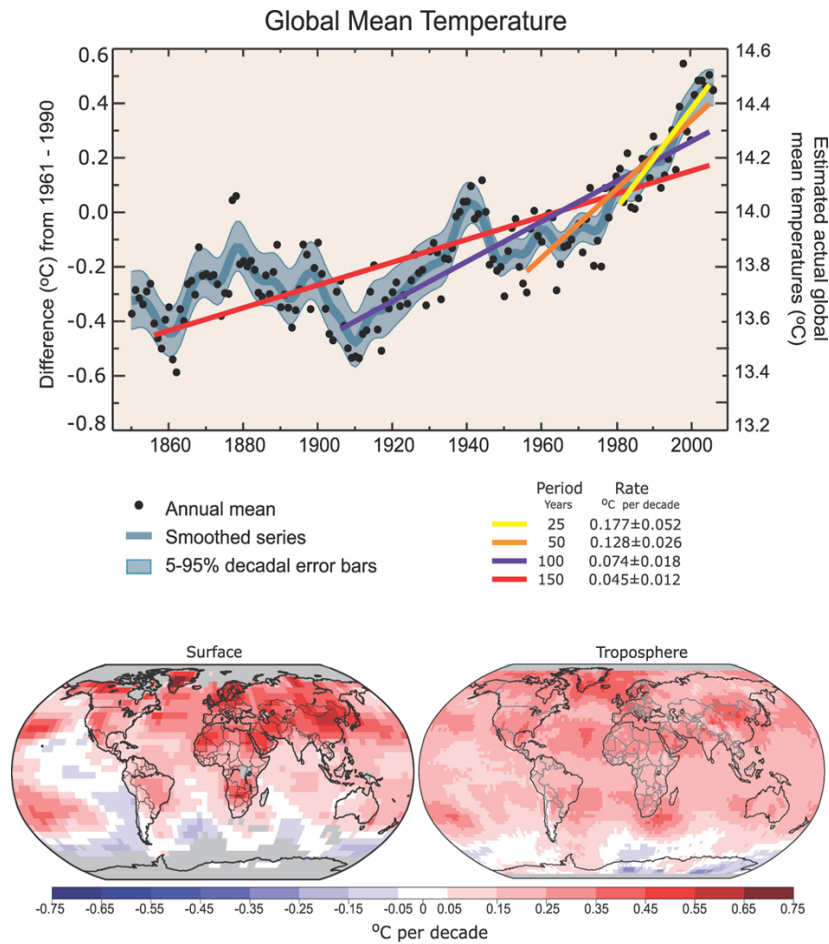 Global Mean Temperature
Difference (°C) from 1961 - 1990
0.6
0.4
0.2
0.0
-0.2
-0.4
-0.6
-0.8
14.6
14.4
14.2
14.0
13.8
13.6
13.4
13.2
Estimated actual global
mean temperatures (°C)
1860 1880 1900 1920 1940 1960 1980 2000
Annual mean
Smoothed series
5-95% decadal error bars
Period Rate
Years °C per decade
25 0.177±0.052
50 0.128±0.026
100 0.074±0.018
150 0.045±0.012
Surface
Troposphere
-0.75 -0.65 -0.55 -0.45 -0.35 -0.25 -0.15 -0.05 0 0.05 0.15 0.25 0.35 0.45 0.55 0.65 0.75
°C per decade